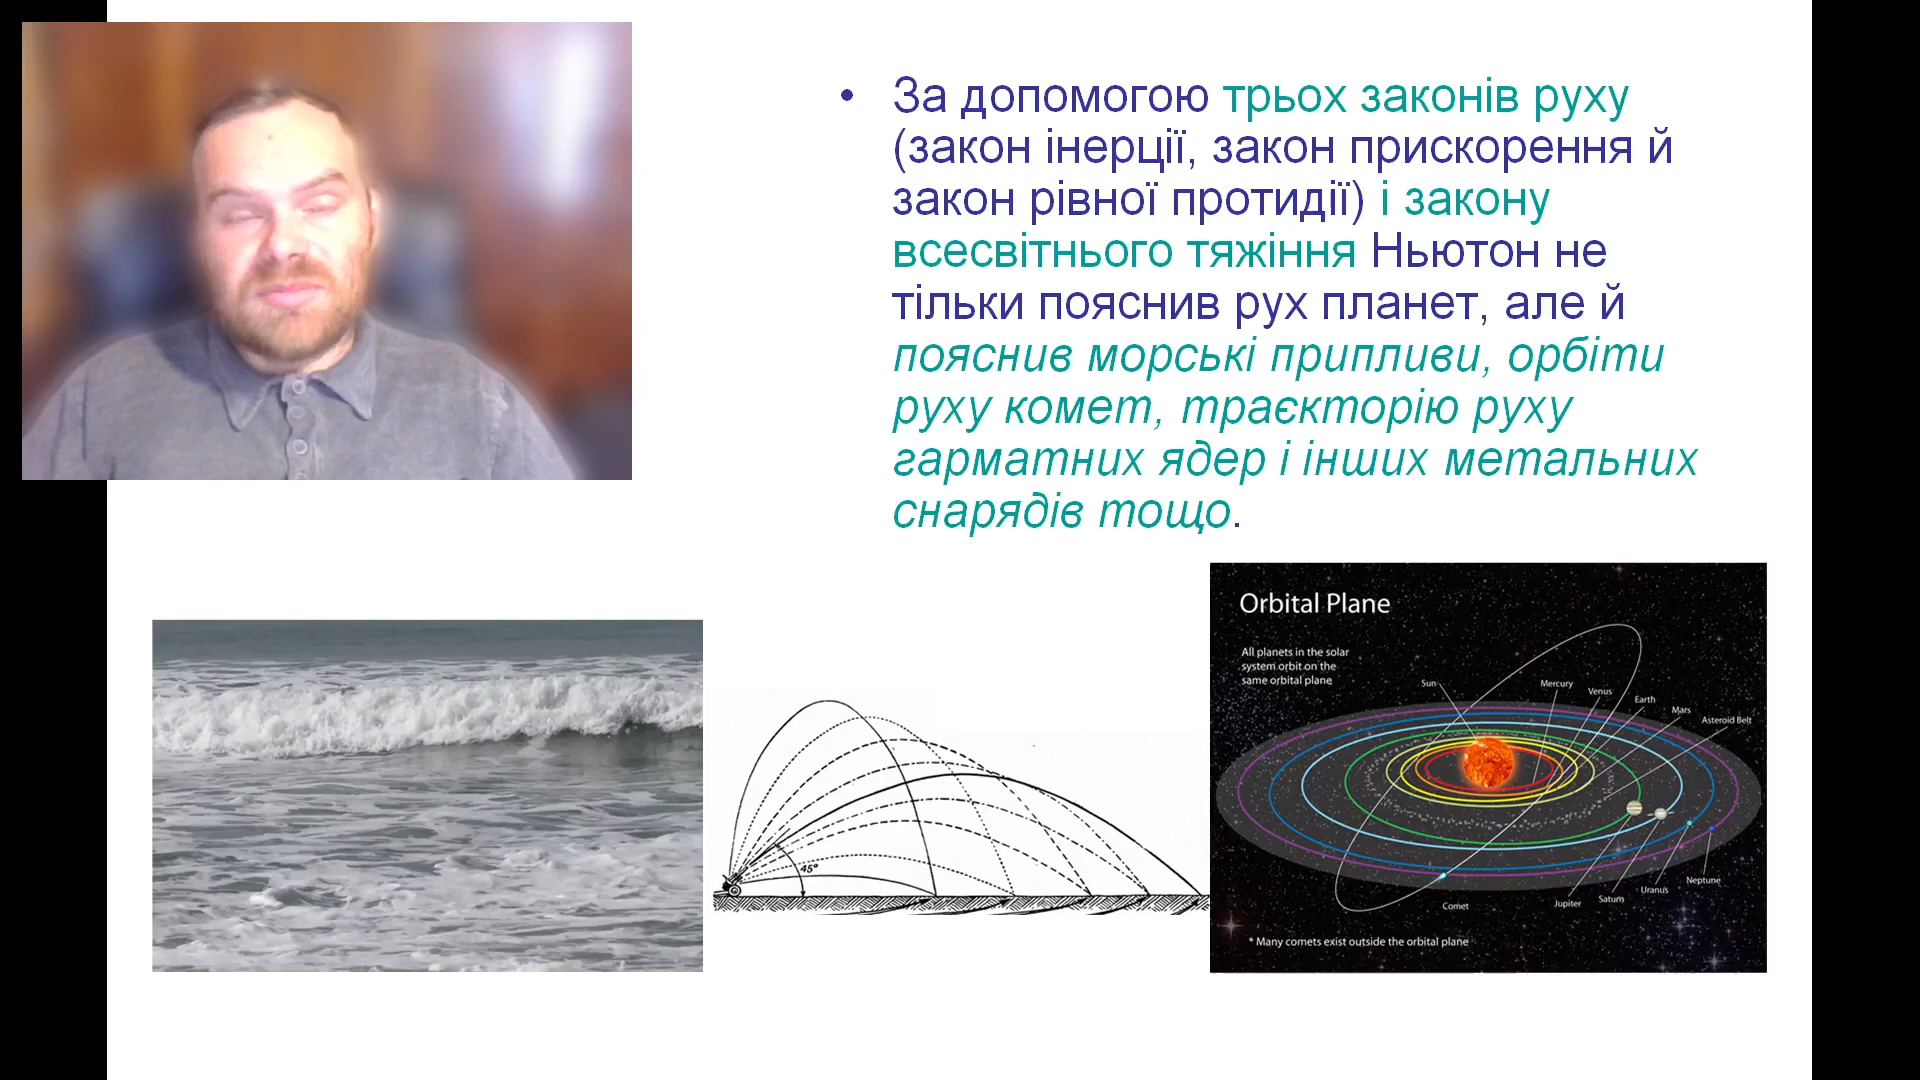 • За допомогою трьох законів руху
(закон інерції, закон прискорення й
закон рівної протидії) і закону
всесвітнього тяжіння Ньютон не
тільки пояснив рух планет, але й
пояснив морські припливи, орбіти
руху комет, траєкторію руху
гарматних ядер і інших метальних
снарядів тощо.
45°
Orbital Plane
All planets in the solar
system orbit on the
same orbital plane
Sun
Mercury
Venus
Earth
Mars
Asteroid Belt
Comet
Jupiter
Saturn
Uranus
Neptune
* Many comets exist outside the orbital plane